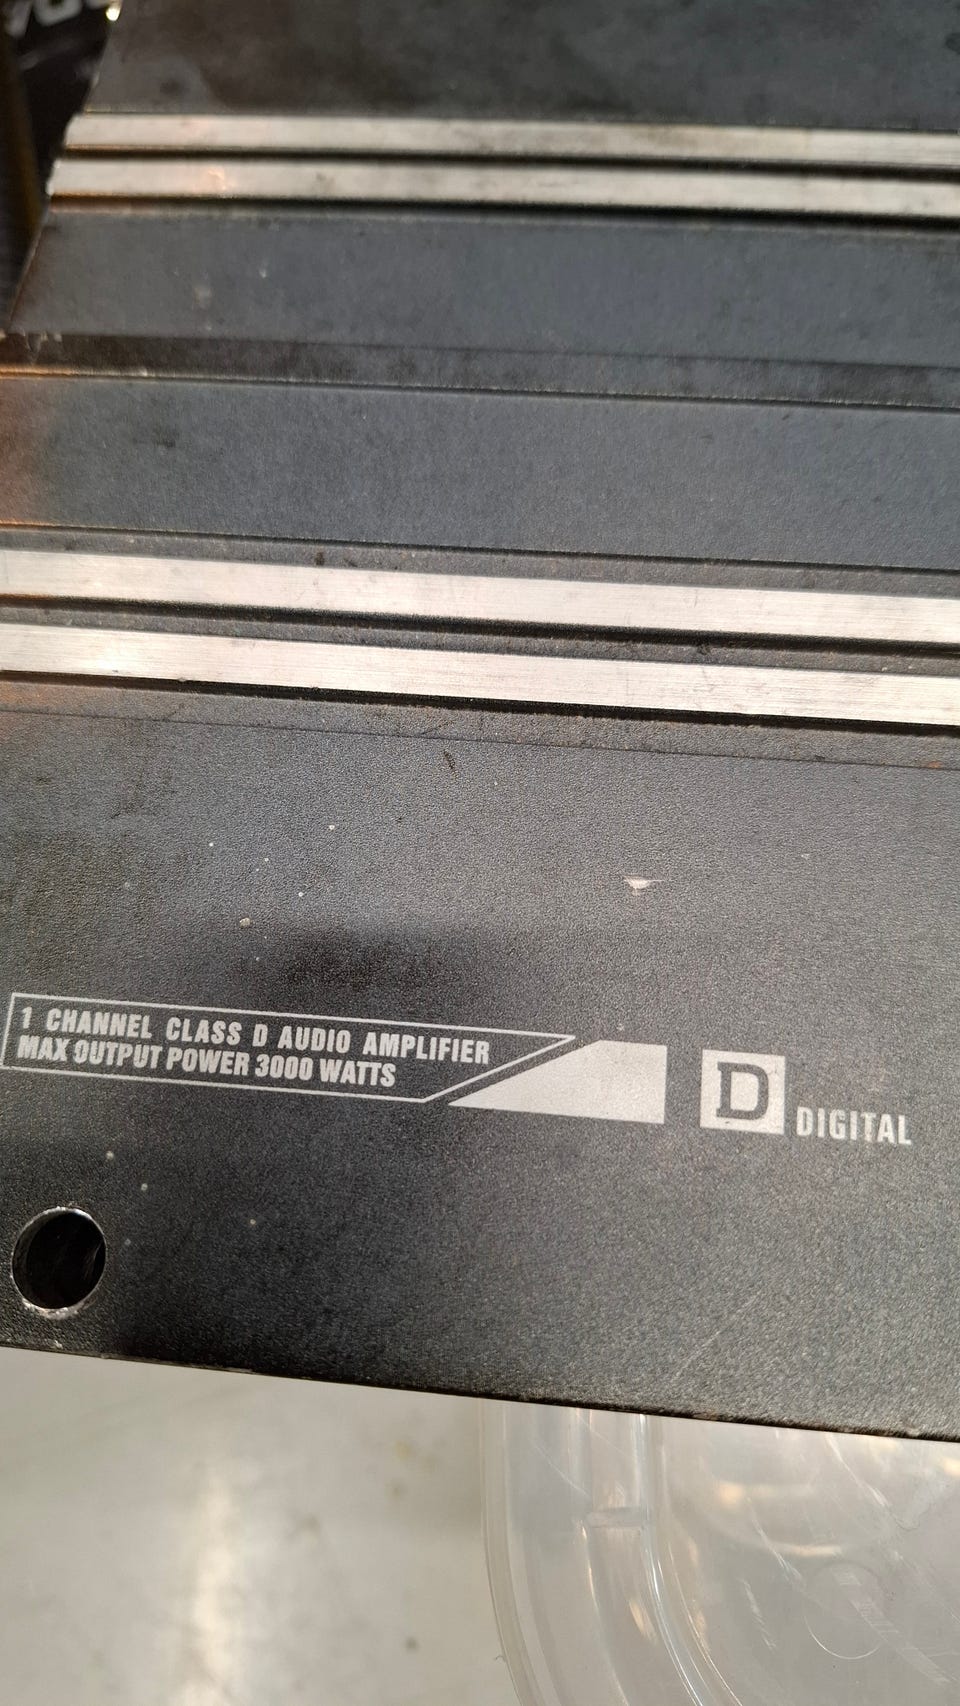 1 CHANNEL CLASS D AUDIO AMPLIFIER
MAX OUTPUT POWER 3000 WATTS
D DIGITAL